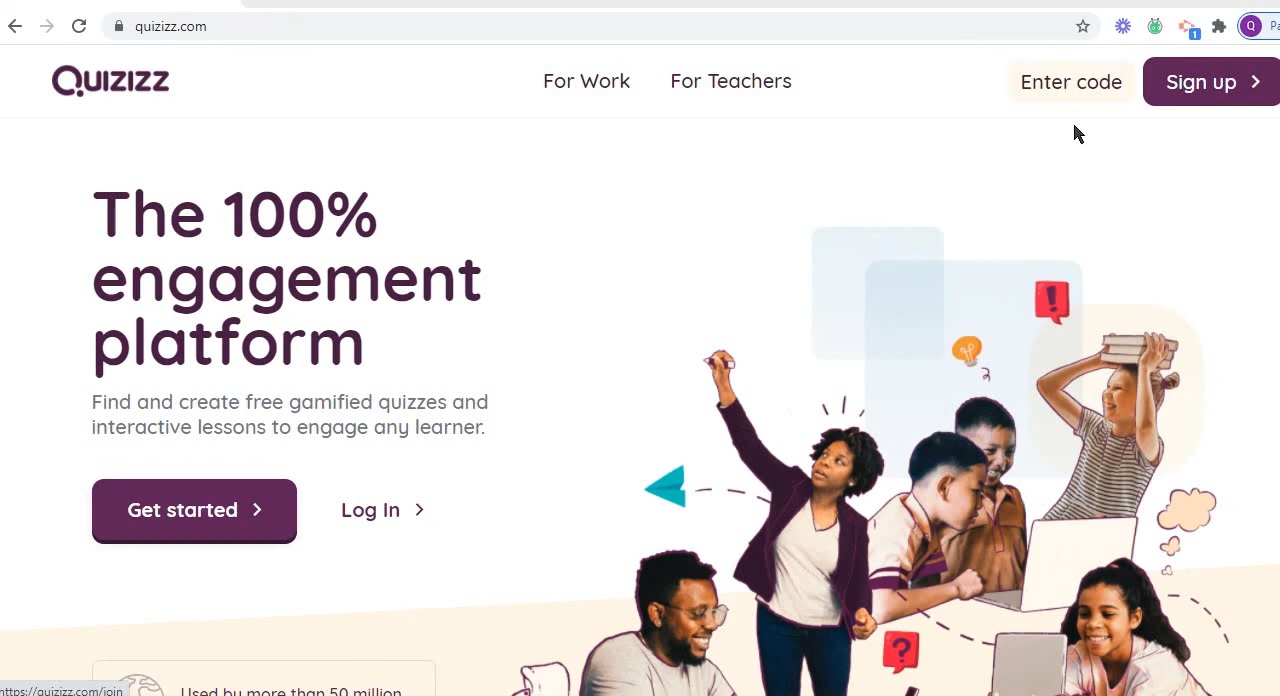 quizizz.com
1
Q
Pa
QUIZIZZ
For Work
For Teachers
Enter code
Sign up
The 100%
engagement
platform
Find and create free gamified quizzes and
interactive lessons to engage any learner.
Get started
Log In
Used by more than 50 million
https://quizizz.com/join